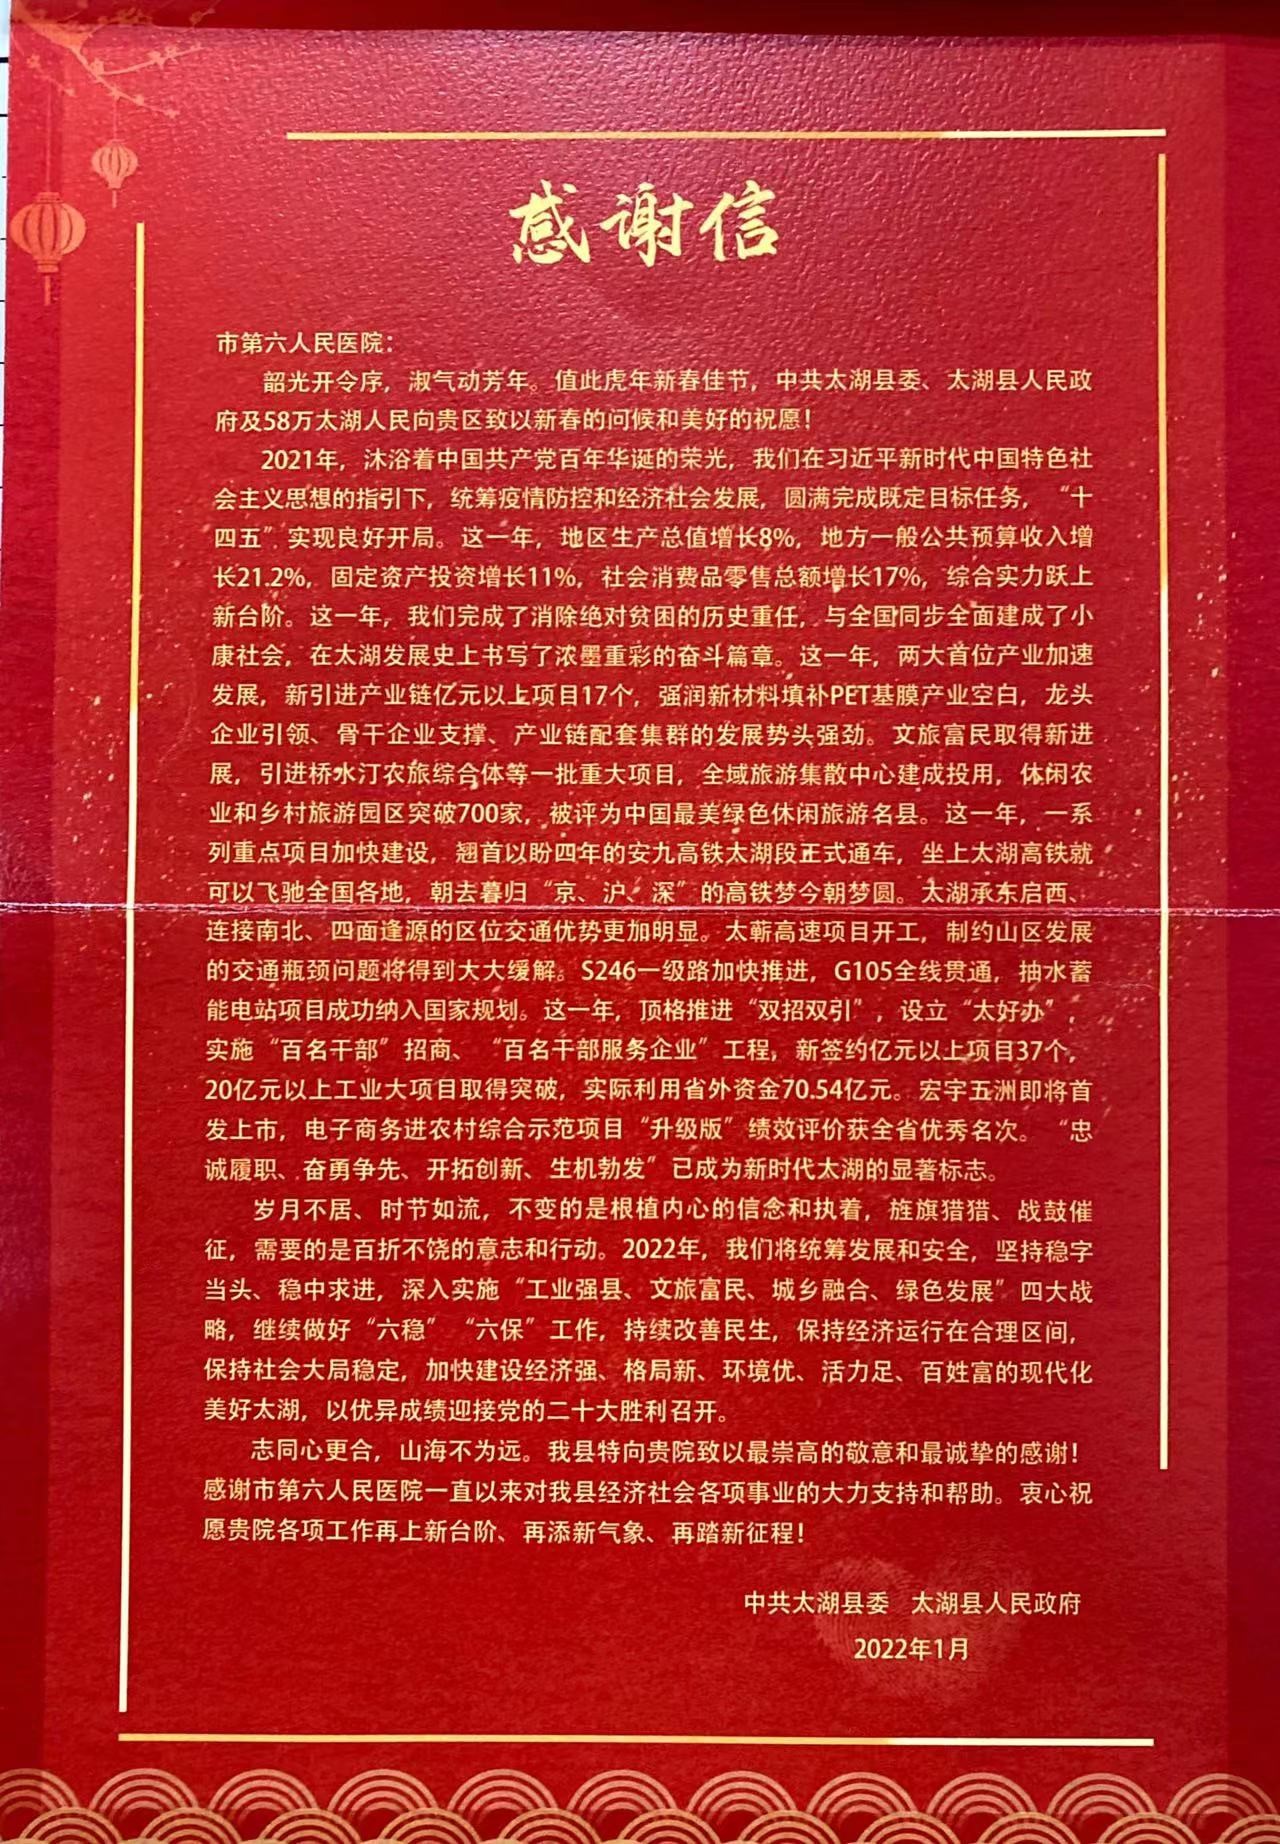 感谢信
市第六人民医院：
韶光开令序，淑气动芳年。值此虎年新春佳节，中共太湖县委、太湖县人民政
府及58万太湖人民向贵区致以新春的问候和美好的祝愿！
2021年，沐浴着中国共产党百年华诞的荣光，我们在习近平新时代中国特色社
会主义思想的指引下，统筹疫情防控和经济社会发展，圆满完成既定目标任务，“十
四五”实现良好开局。这一年，地区生产总值增长8%，地方一般公共预算收入增
长21.2%，固定资产投资增长11%，社会消费品零售总额增长17%，综合实力跃上
新台阶。这一年，我们完成了消除绝对贫困的历史重任，与全国同步全面建成了小
康社会，在太湖发展史上书写了浓墨重彩的奋斗篇章。这一年，两大首位产业加速
发展，新引进产业链亿元以上项目17个，强润新材料填补PET基膜产业空白，龙头
企业引领、骨干企业支撑、产业链配套集群的发展势头强劲。文旅富民取得新进
展，引进桥水汀农旅综合体等一批重大项目，全域旅游集散中心建成投用，休闲农
业和乡村旅游园区突破700家，被评为中国最美绿色休闲旅游名县。这一年，一系
列重点项目加快建设，翘首以盼四年的安九高铁太湖段正式通车，坐上太湖高铁就
可以飞驰全国各地，朝去暮归“京、沪、深”的高铁梦今朝梦圆。太湖承东启西、
连接南北、四面逢源的区位交通优势更加明显。太蕲高速项目开工，制约山区发展
的交通瓶颈问题将得到大大缓解。S246一级路加快推进，G105全线贯通，抽水蓄
能电站项目成功纳入国家规划。这一年，顶格推进“双招双引”，设立“太好办”，
实施“百名干部”招商、“百名干部服务企业”工程，新签约亿元以上项目37个，
20亿元以上工业大项目取得突破，实际利用省外资金70.54亿元。宏宇五洲即将首
发上市，电子商务进农村综合示范项目“升级版”绩效评价获全省优秀名次。“忠
诚履职、奋勇争先、开拓创新、生机勃发”已成为新时代太湖的显著标志。
岁月不居、时节如流，不变的是根植内心的信念和执着，旌旗猎猎、战鼓催
征，需要的是百折不饶的意志和行动。2022年，我们将统筹发展和安全，坚持稳字
当头、稳中求进，深入实施“工业强县、文旅富民、城乡融合、绿色发展”四大战
略，继续做好“六稳”“六保”工作，持续改善民生，保持经济运行在合理区间，
保持社会大局稳定，加快建设经济强、格局新、环境优、活力足、百姓富的现代化
美好太湖，以优异成绩迎接党的二十大胜利召开。
志同心更合，山海不为远。我县特向贵院致以最崇高的敬意和最诚挚的感谢！
感谢市第六人民医院一直以来对我县经济社会各项事业的大力支持和帮助。衷心祝
愿贵院各项工作再上新台阶、再添新气象、再踏新征程！
中共太湖县委　太湖县人民政府
2022年1月